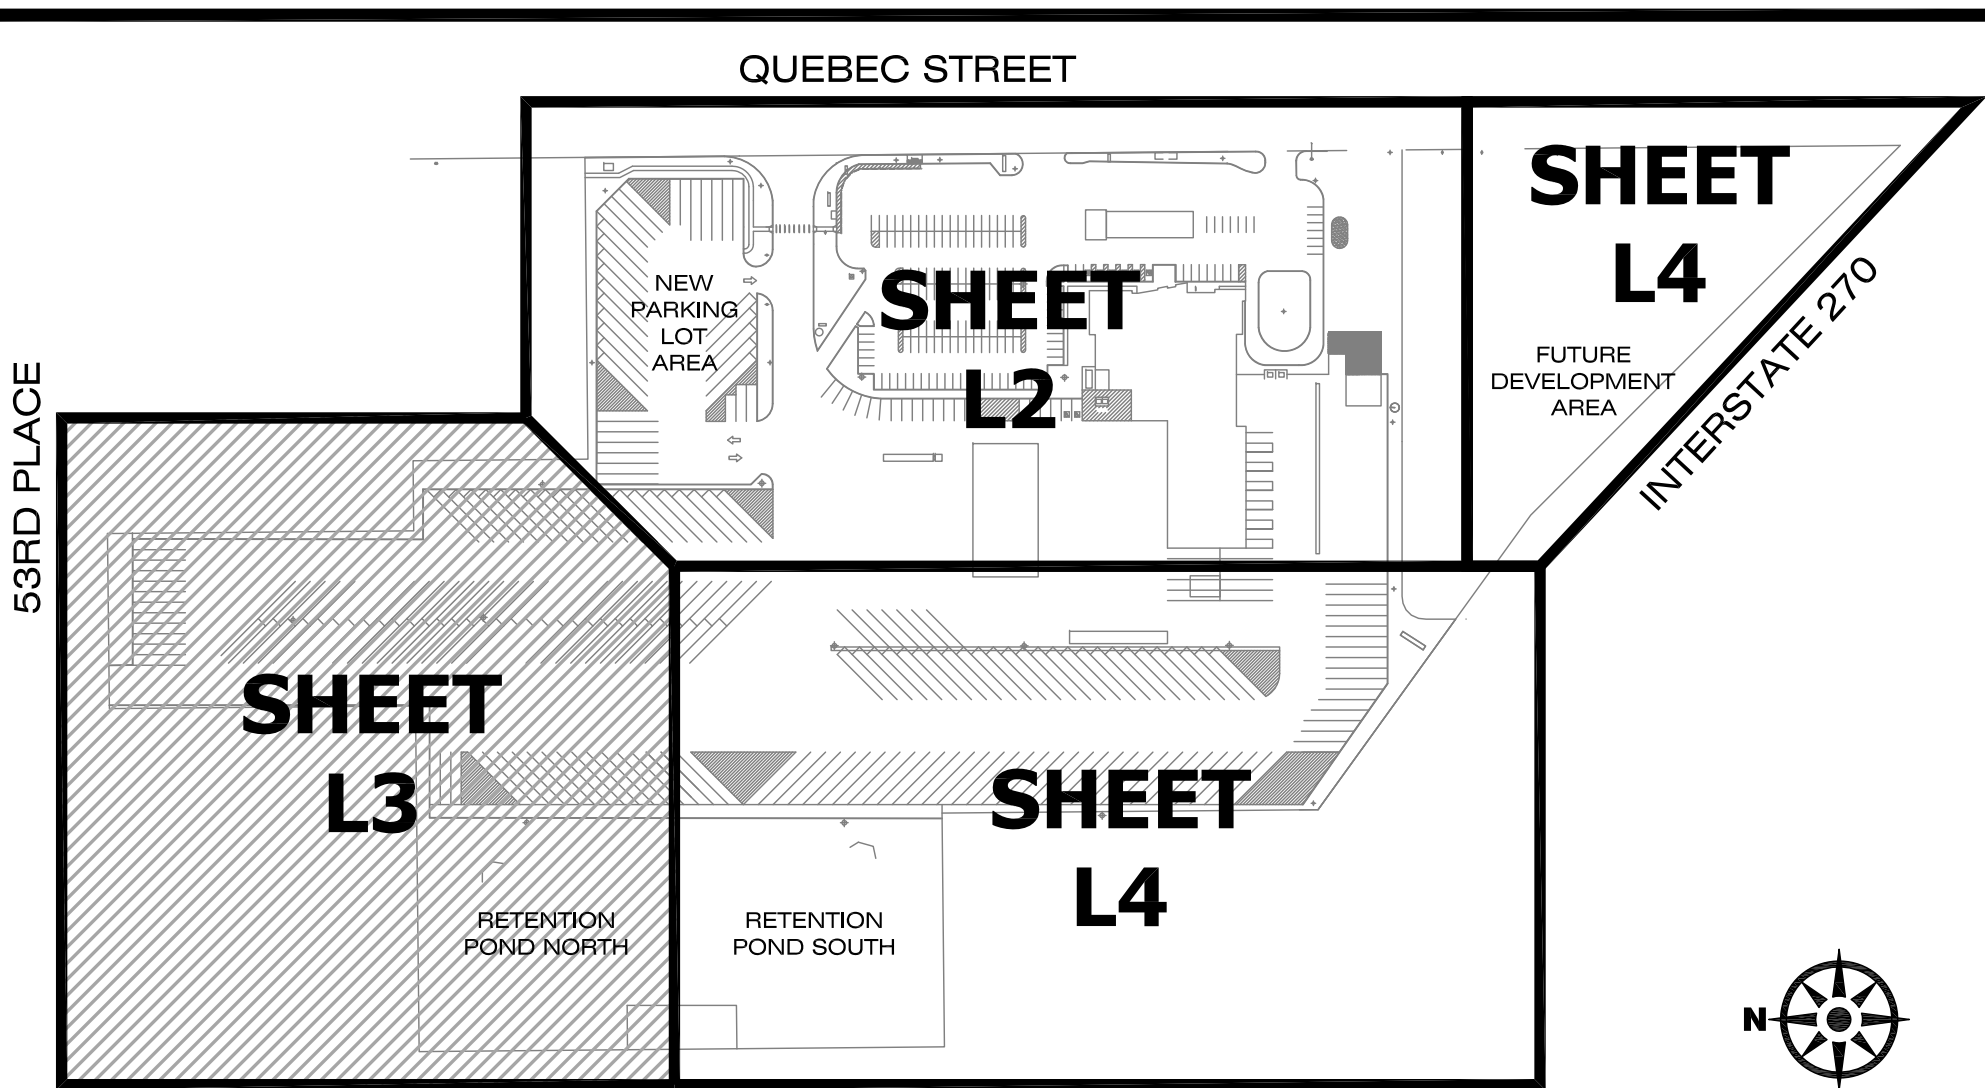 QUEBEC STREET
SHEET
L4
FUTURE
DEVELOPMENT
AREA
INTERSTATE 270
NEW
PARKING
LOT
AREA
SHEET
L2
53RD PLACE
SHEET
L3
RETENTION
POND NORTH
SHEET
L4
RETENTION
POND SOUTH
N